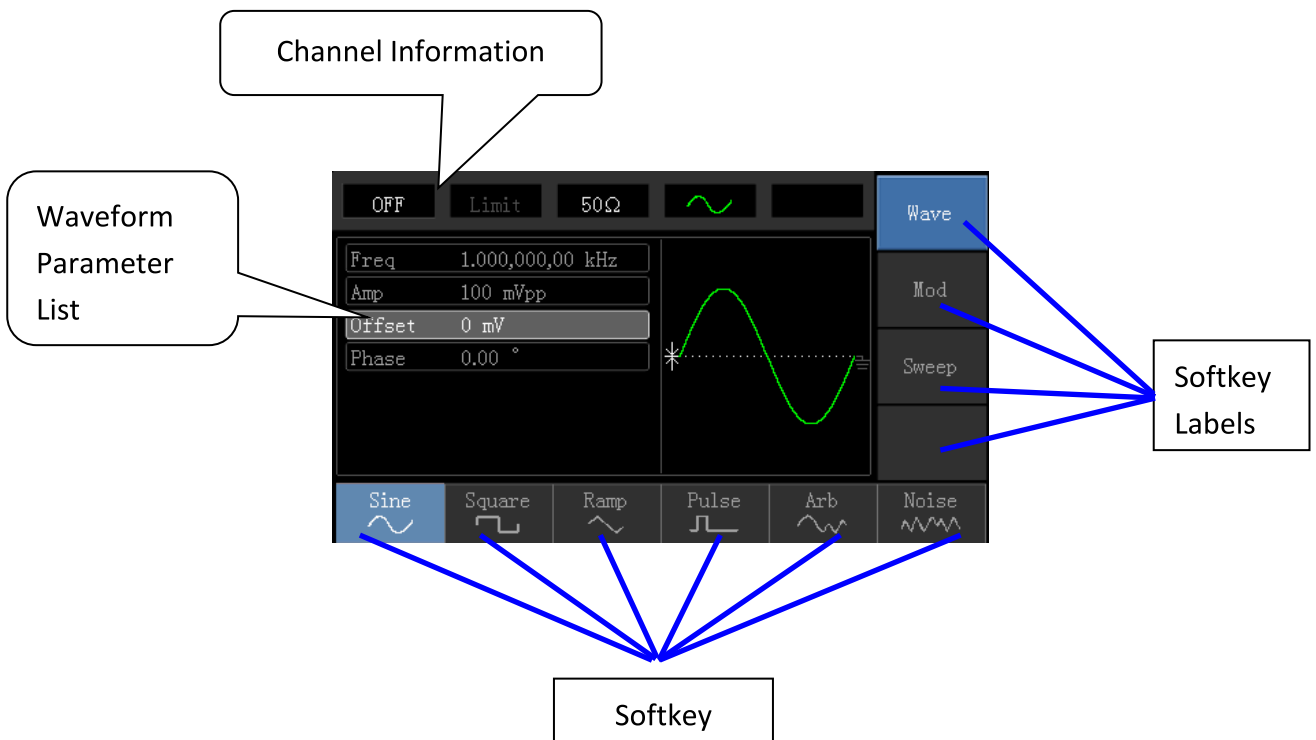 Channel Information
Waveform
Parameter
List
OFF Limit 50Ω
Wave
Freq 1.000,000,00 kHz
Amp 100 mVpp
Offset 0 mV
Phase 0.00 °
Mod
Sweep
Softkey
Labels
Sine Square Ramp Pulse Arb Noise
Softkey